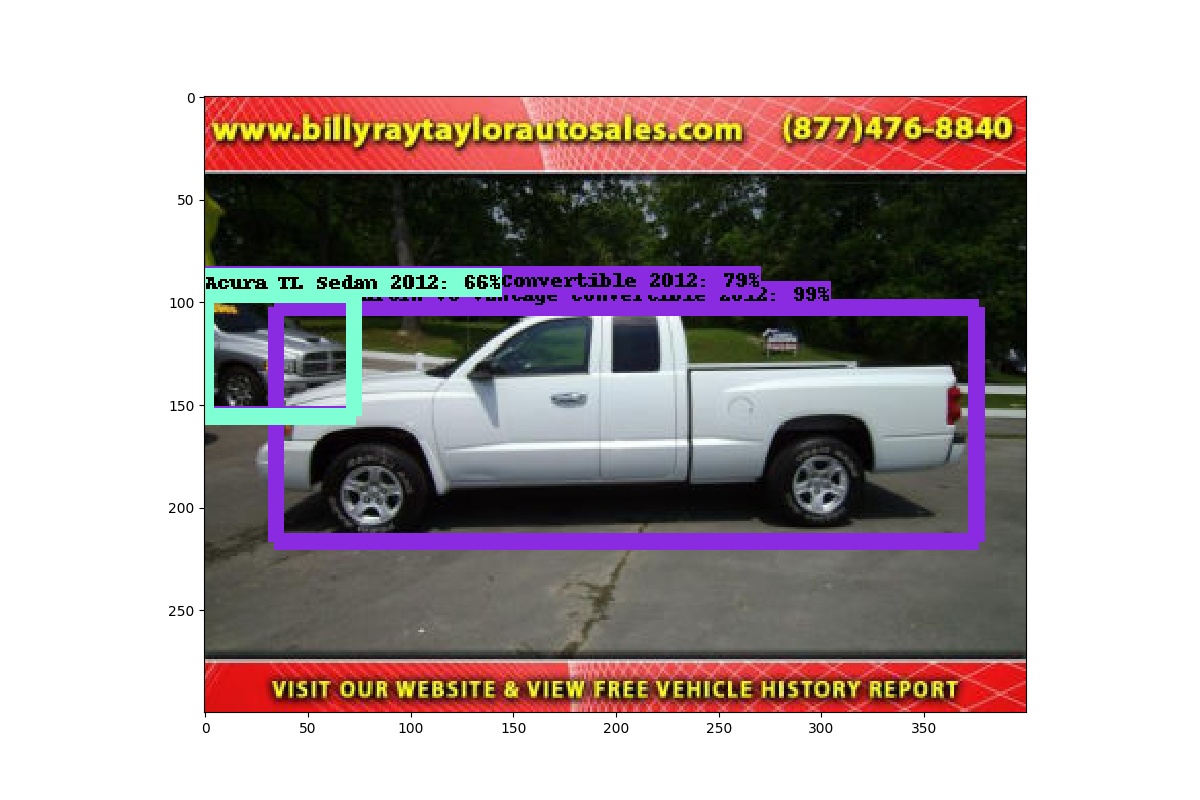 0
www.billyraytaylorautosales.com (877)476-8840
50
Acura TL Sedan 2012: 66% Convertible 2012: 79%
Vantage Convertible 2012: 99%
100
150
200
250
VISIT OUR WEBSITE & VIEW FREE VEHICLE HISTORY REPORT
0 50 100 150 200 250 300 350